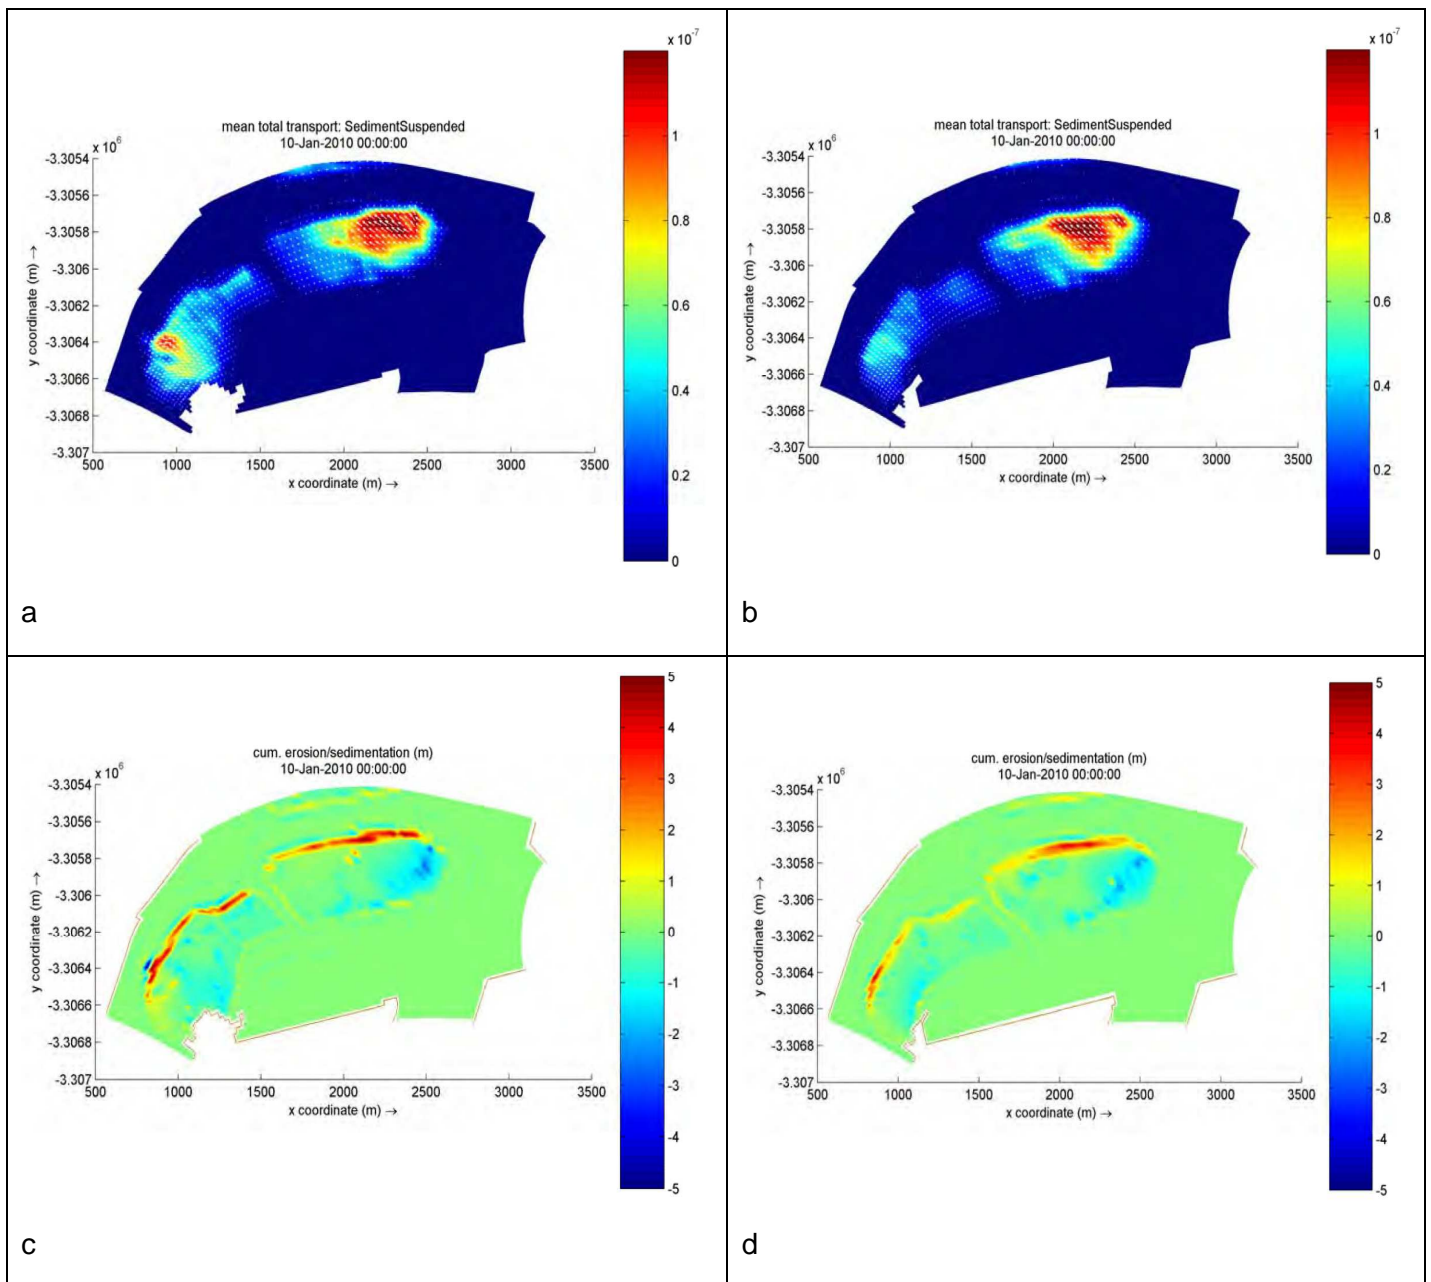 x 10-7
mean total transport: SedimentSuspended
10-Jan-2010 00:00:00
x 10^6
-3.3054
-3.3056
-3.3058
-3.306
-3.3062
-3.3064
-3.3066
-3.3068
-3.307
y coordinate (m) →
500 1000 1500 2000 2500 3000 3500
x coordinate (m) →
1
0.8
0.6
0.4
0.2
0
a
x 10-7
mean total transport: SedimentSuspended
10-Jan-2010 00:00:00
x 10^6
-3.3054
-3.3056
-3.3058
-3.306
-3.3062
-3.3064
-3.3066
-3.3068
-3.307
y coordinate (m) →
500 1000 1500 2000 2500 3000 3500
x coordinate (m) →
1
0.8
0.6
0.4
0.2
0
b
cum. erosion/sedimentation (m)
10-Jan-2010 00:00:00
x 10^6
-3.3054
-3.3056
-3.3058
-3.306
-3.3062
-3.3064
-3.3066
-3.3068
-3.307
y coordinate (m) →
500 1000 1500 2000 2500 3000 3500
x coordinate (m) →
5
4
3
2
1
0
-1
-2
-3
-4
-5
c
cum. erosion/sedimentation (m)
10-Jan-2010 00:00:00
x 10^6
-3.3054
-3.3056
-3.3058
-3.306
-3.3062
-3.3064
-3.3066
-3.3068
-3.307
y coordinate (m) →
500 1000 1500 2000 2500 3000 3500
x coordinate (m) →
5
4
3
2
1
0
-1
-2
-3
-4
-5
d